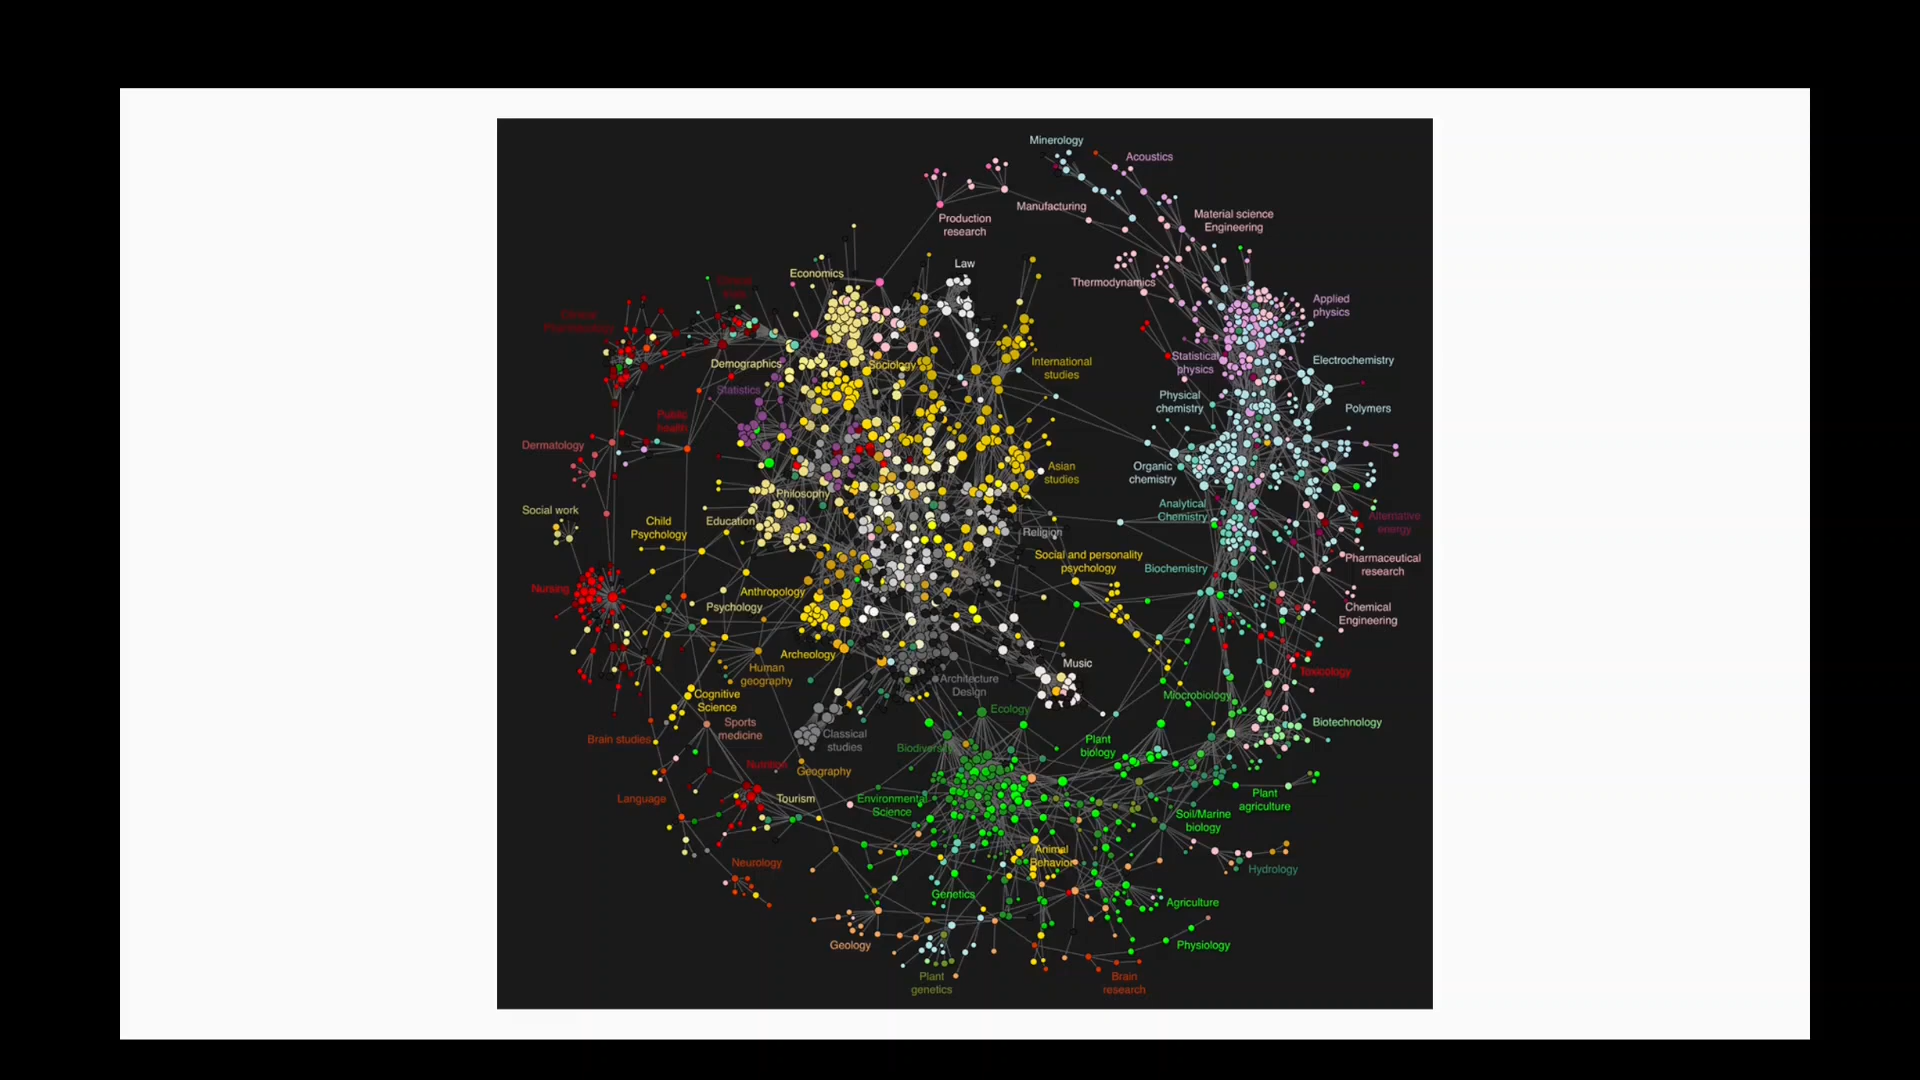 Minerology
Acoustics
Manufacturing
Material science
Engineering
Production
research
Law
Economics
Thermodynamics
Applied
physics
Clinical
Pharmacology
Demographics
Sociology
International
studies
Statistical
physics
Electrochemistry
Statistics
Physical
chemistry
Polymers
Public
health
Dermatology
Asian
studies
Organic
chemistry
Philosophy
Social work
Child
Psychology
Education
Analytical
Chemistry
Alternative
energy
Religion
Social and personality
psychology
Biochemistry
Pharmaceutical
research
Nursing
Anthropology
Psychology
Chemical
Engineering
Archeology
Music
Human
geography
Architecture
Design
Toxicology
Cognitive
Science
Miocrobiology
Ecology
Sports
medicine
Biotechnology
Brain studies
Classical
studies
Biodiversity
Plant
biology
Nutrition
Geography
Language
Tourism
Environmental
Science
Plant
agriculture
Soil/Marine
biology
Animal
Behavior
Neurology
Hydrology
Genetics
Agriculture
Geology
Physiology
Plant
genetics
Brain
research